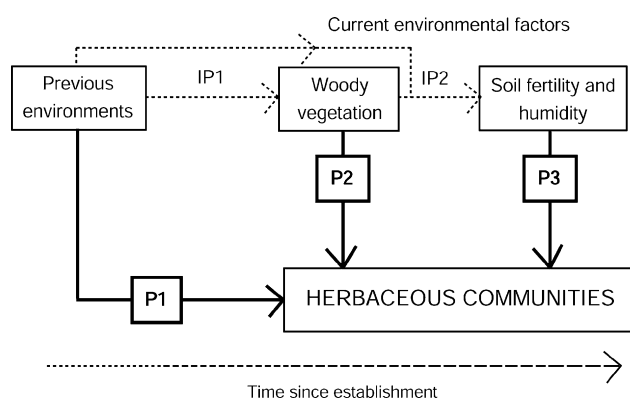 Current environmental factors
Previous
environments
IP1
Woody
vegetation
IP2
Soil fertility and
humidity
P2
P3
P1
HERBACEOUS COMMUNITIES
Time since establishment